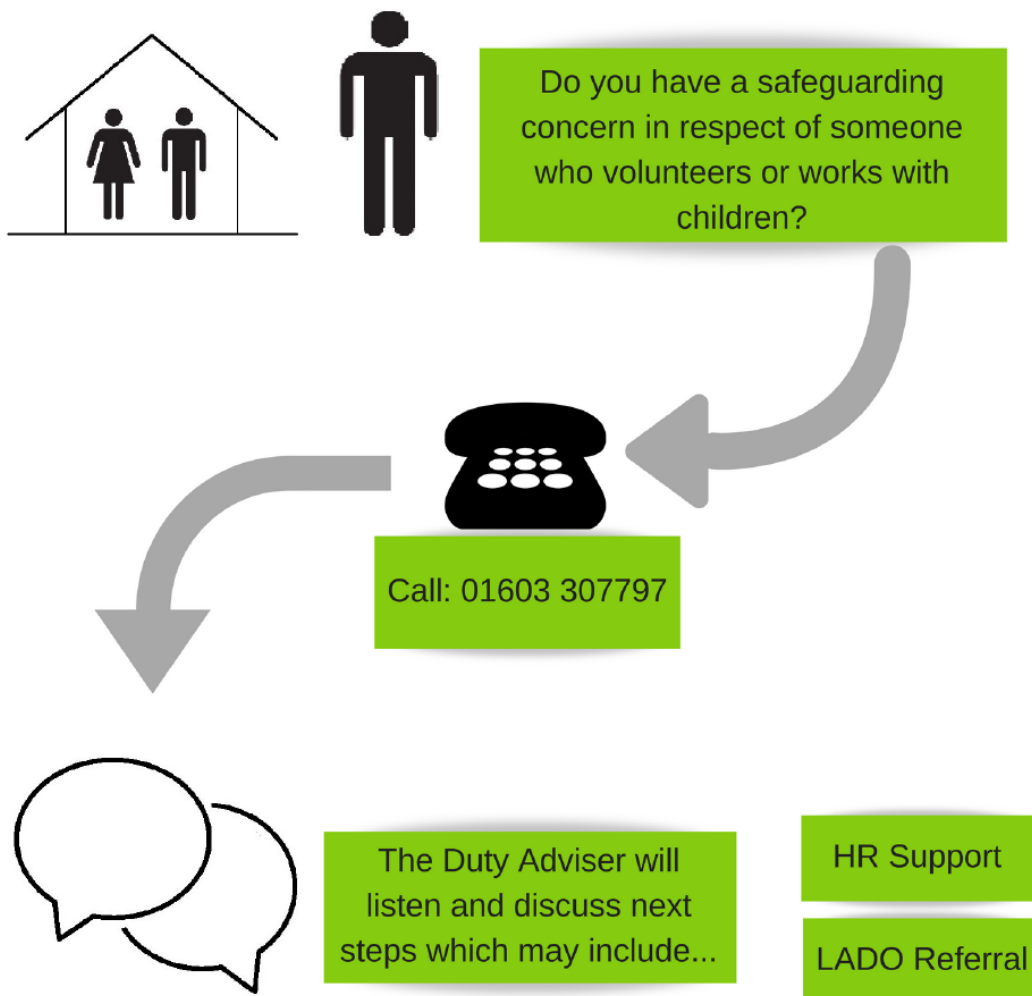 Do you have a safeguarding
concern in respect of someone
who volunteers or works with
children?
Call: 01603 307797
The Duty Adviser will
listen and discuss next
steps which may include...
HR Support
LADO Referral